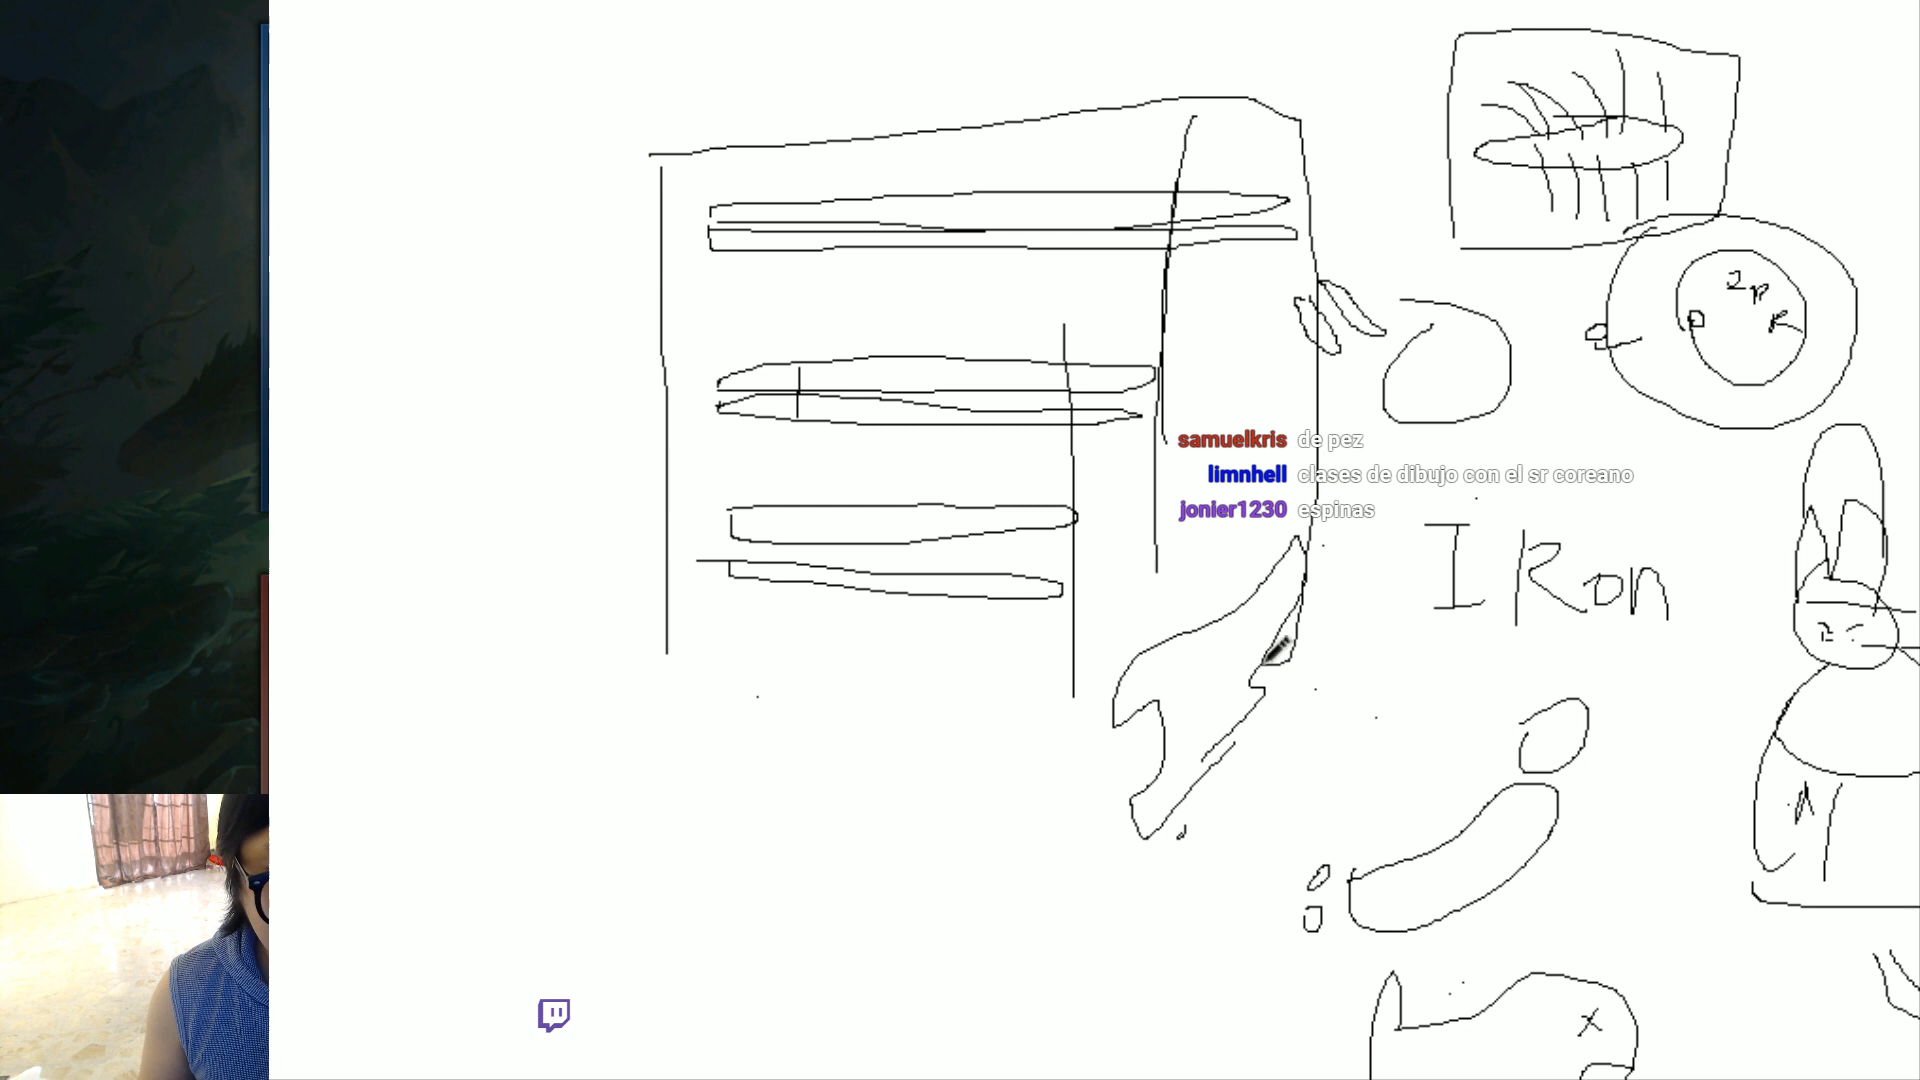 samuelkris de pez
limnhell clases de dibujo con el sr coreano
jonier1230 espinas
IRon